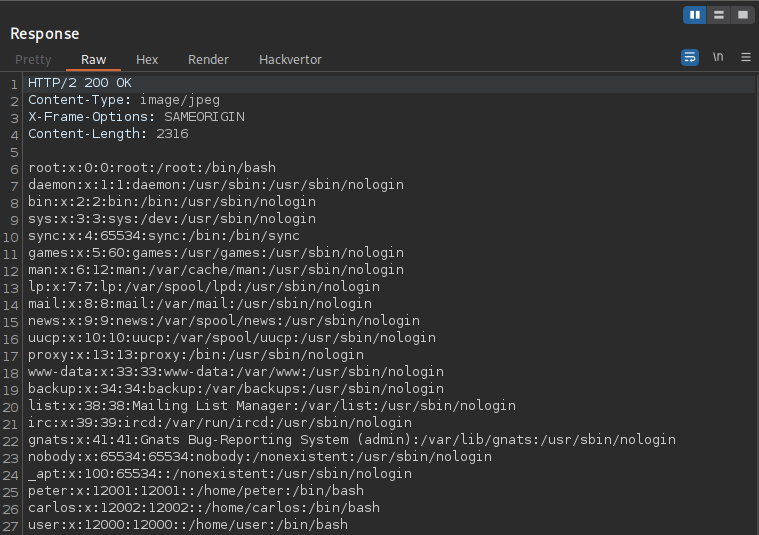 Response
Pretty Raw Hex Render Hackvertor \n
1 HTTP/2 200 OK
2 Content-Type: image/jpeg
3 X-Frame-Options: SAMEORIGIN
4 Content-Length: 2316
5
6 root:x:0:0:root:/root:/bin/bash
7 daemon:x:1:1:daemon:/usr/sbin:/usr/sbin/nologin
8 bin:x:2:2:bin:/bin:/usr/sbin/nologin
9 sys:x:3:3:sys:/dev:/usr/sbin/nologin
10 sync:x:4:65534:sync:/bin:/bin/sync
11 games:x:5:60:games:/usr/games:/usr/sbin/nologin
12 man:x:6:12:man:/var/cache/man:/usr/sbin/nologin
13 lp:x:7:7:lp:/var/spool/lpd:/usr/sbin/nologin
14 mail:x:8:8:mail:/var/mail:/usr/sbin/nologin
15 news:x:9:9:news:/var/spool/news:/usr/sbin/nologin
16 uucp:x:10:10:uucp:/var/spool/uucp:/usr/sbin/nologin
17 proxy:x:13:13:proxy:/bin:/usr/sbin/nologin
18 www-data:x:33:33:www-data:/var/www:/usr/sbin/nologin
19 backup:x:34:34:backup:/var/backups:/usr/sbin/nologin
20 list:x:38:38:Mailing List Manager:/var/list:/usr/sbin/nologin
21 irc:x:39:39:ircd:/var/run/ircd:/usr/sbin/nologin
22 gnats:x:41:41:Gnats Bug-Reporting System (admin):/var/lib/gnats:/usr/sbin/nologin
23 nobody:x:65534:65534:nobody:/nonexistent:/usr/sbin/nologin
24 _apt:x:100:65534::/nonexistent:/usr/sbin/nologin
25 peter:x:12001:12001::/home/peter:/bin/bash
26 carlos:x:12002:12002::/home/carlos:/bin/bash
27 user:x:12000:12000::/home/user:/bin/bash